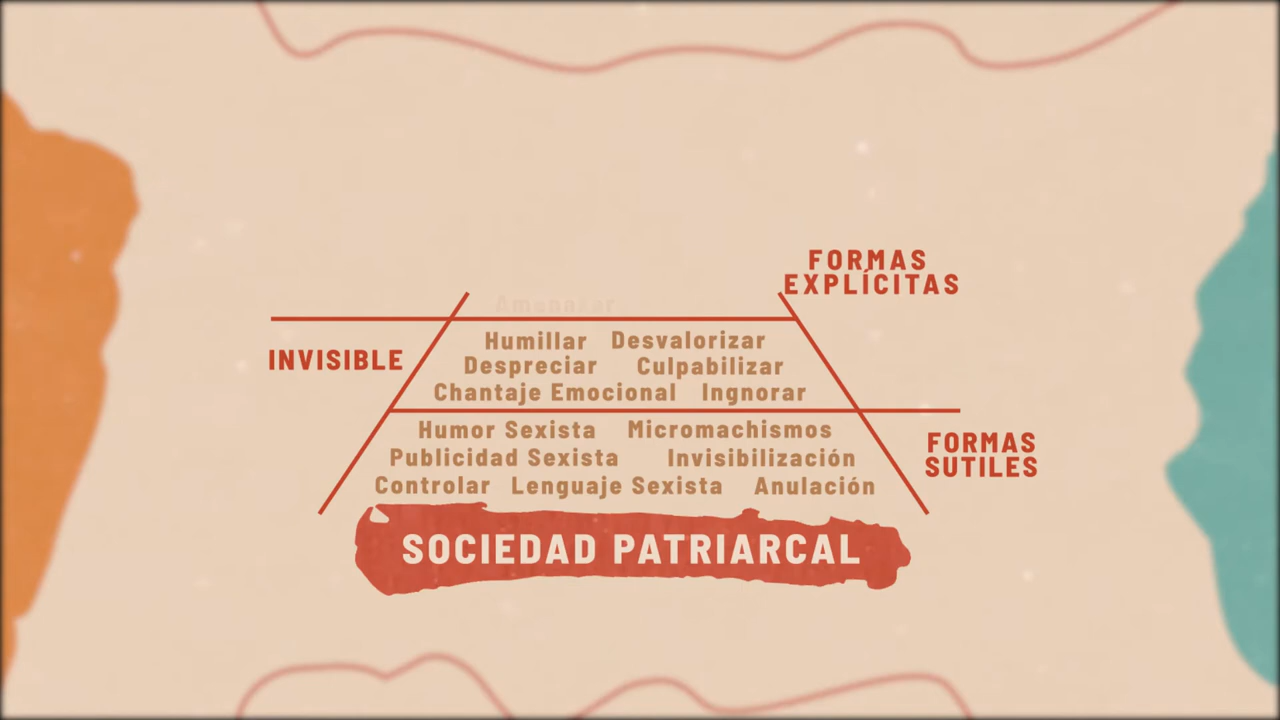 FORMAS
EXPLÍCITAS
Humillar Desvalorizar
INVISIBLE
Despreciar Culpabilizar
Chantaje Emocional Ingnorar
Humor Sexista Micromachismos
FORMAS
SUTILES
Publicidad Sexista Invisibilización
Controlar Lenguaje Sexista Anulación
SOCIEDAD PATRIARCAL